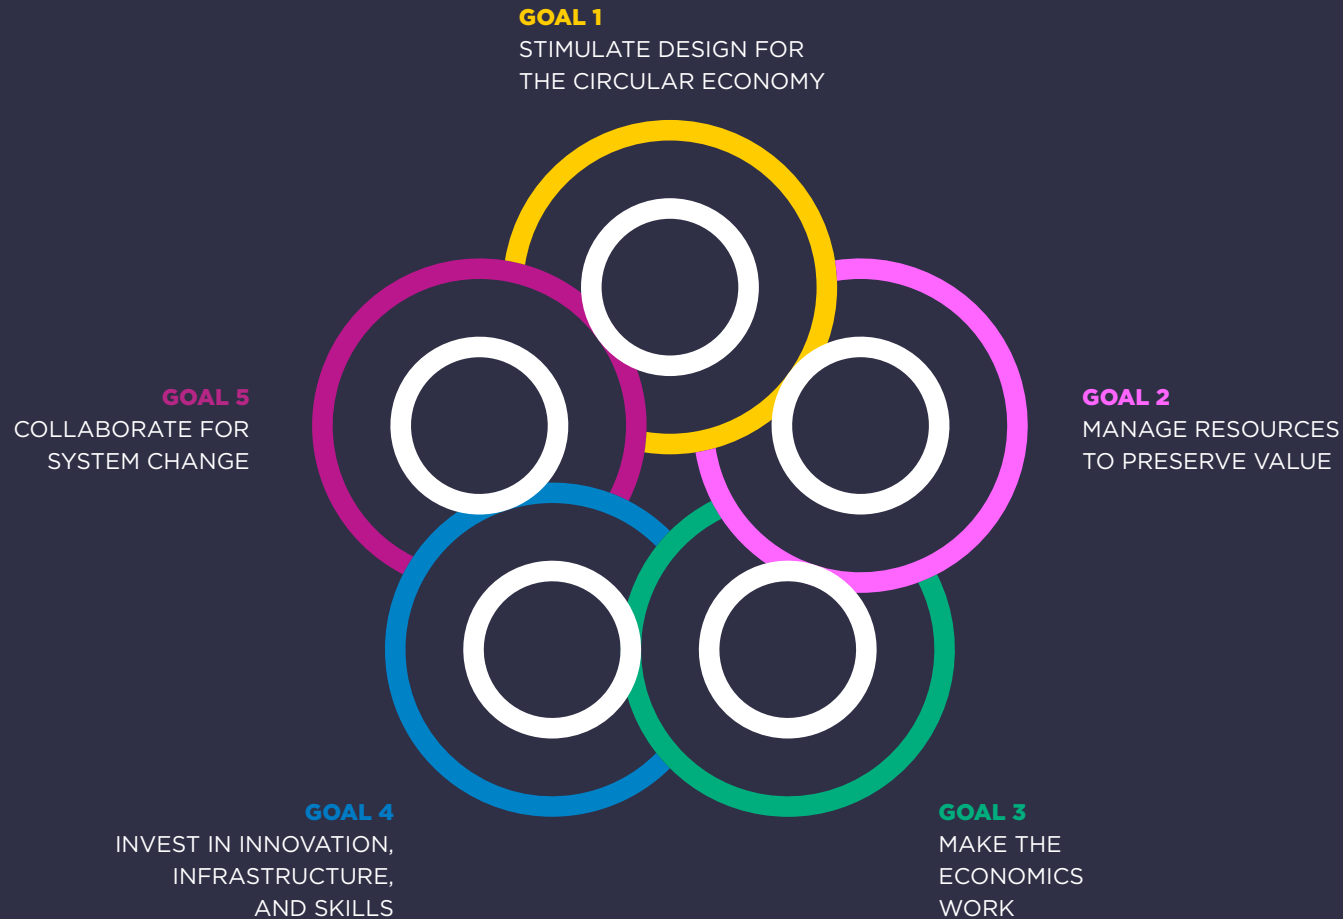 GOAL 1
STIMULATE DESIGN FOR
THE CIRCULAR ECONOMY
GOAL 5
COLLABORATE FOR
SYSTEM CHANGE
GOAL 2
MANAGE RESOURCES
TO PRESERVE VALUE
GOAL 4
INVEST IN INNOVATION,
INFRASTRUCTURE,
AND SKILLS
GOAL 3
MAKE THE
ECONOMICS
WORK